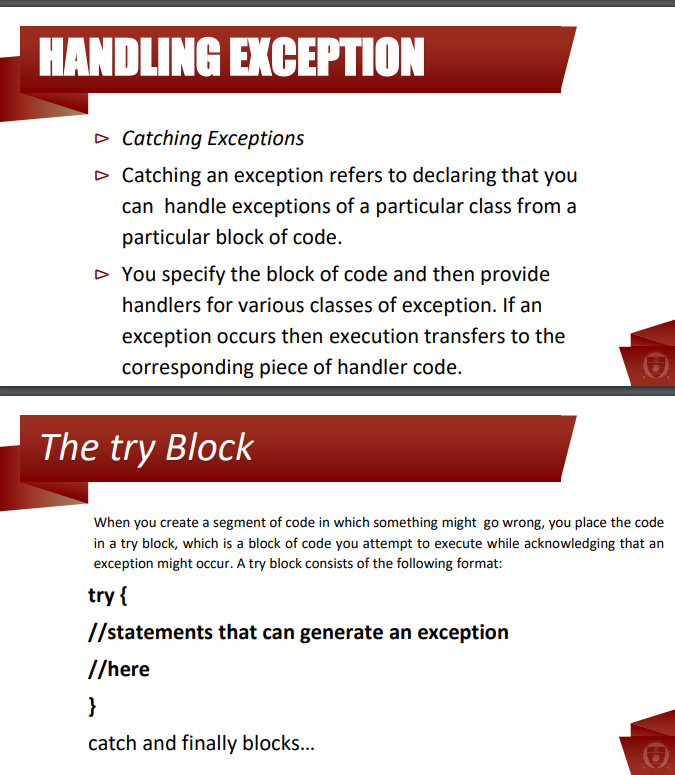 HANDLING EXCEPTION
Catching Exceptions
Catching an exception refers to declaring that you
can handle exceptions of a particular class from a
particular block of code.
You specify the block of code and then provide
handlers for various classes of exception. If an
exception occurs then execution transfers to the
corresponding piece of handler code.
The try Block
When you create a segment of code in which something might go wrong, you place the code
in a try block, which is a block of code you attempt to execute while acknowledging that an
exception might occur. A try block consists of the following format:
try {
//statements that can generate an exception
//here
}
catch and finally blocks...